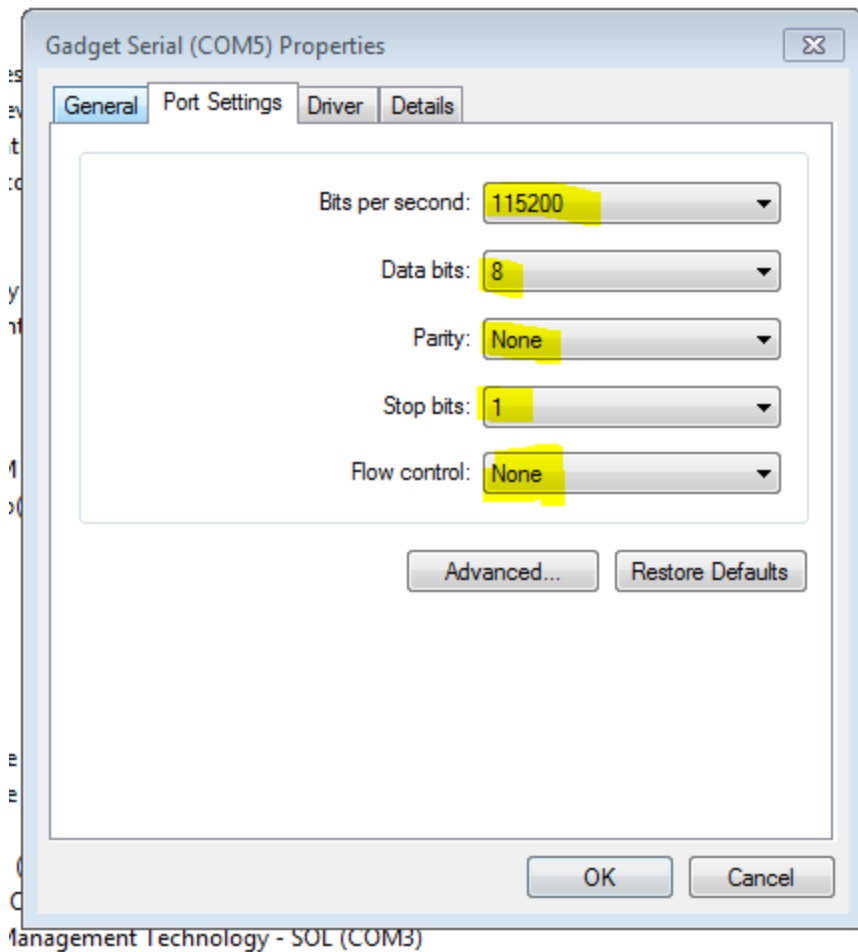 Gadget Serial (COM5) Properties
General Port Settings Driver Details
Bits per second: 115200
Data bits: 8
Parity: None
Stop bits: 1
Flow control: None
Advanced... Restore Defaults
OK Cancel
Management Technology - SOL (COM3)